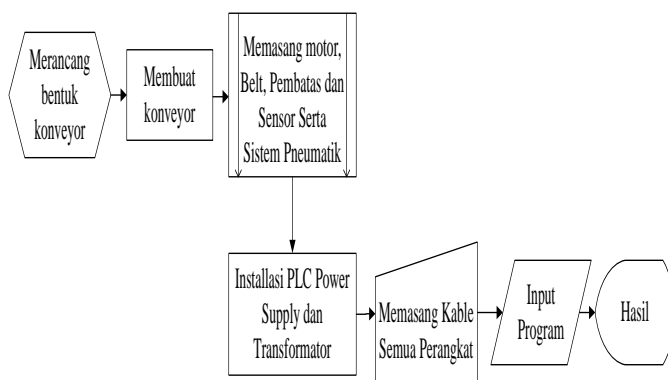 Merancang
bentuk
konveyor
Membuat
konveyor
Memasang motor,
Belt, Pembatas dan
Sensor Serta
Sistem Pneumatik
Installasi PLC Power
Supply dan
Transformator
Memasang Kable
Semua Perangkat
Input
Program
Hasil